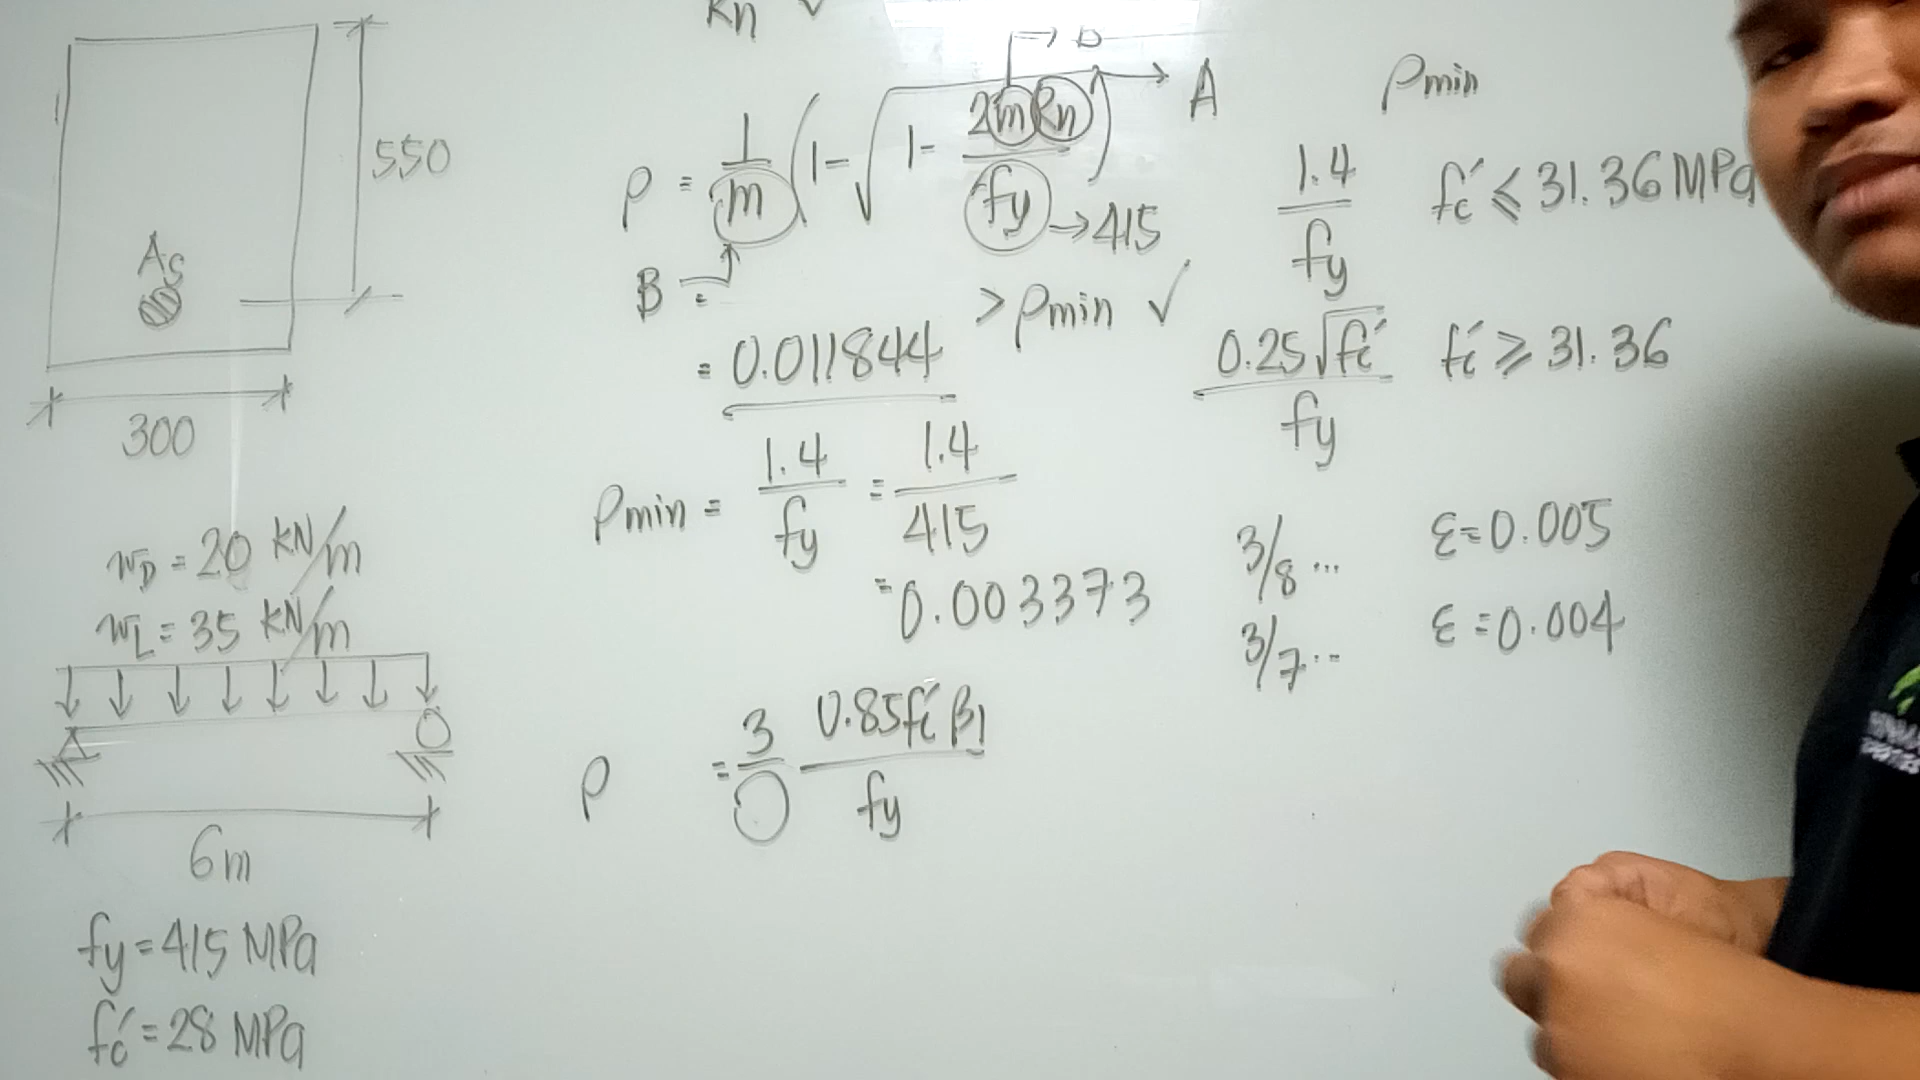 Rn
550
As
300
wD = 20 kN/m
wL = 35 kN/m
6m
fy = 415 MPa
fc' = 28 MPa
ρ = 1/m (1 - √(1 - 2mRn/fy)) → A
→ 415
B
= 0.011844 > ρmin ✓
ρmin = 1.4/fy = 1.4/415
= 0.003373
ρ = 3/ 0.85fc'β1/fy
ρmin
1.4/fy fc' ≤ 31.36 MPa
0.25√fc'/fy fc' ≥ 31.36
3/8 ... ε = 0.005
3/7 ... ε = 0.004